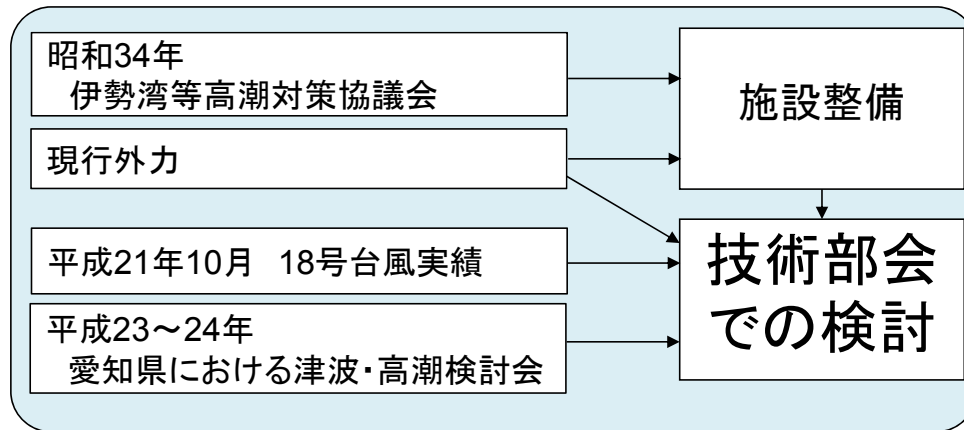 昭和34年
伊勢湾等高潮対策協議会
現行外力
平成21年10月　18号台風実績
平成23～24年
愛知県における津波・高潮検討会
施設整備
技術部会
での検討